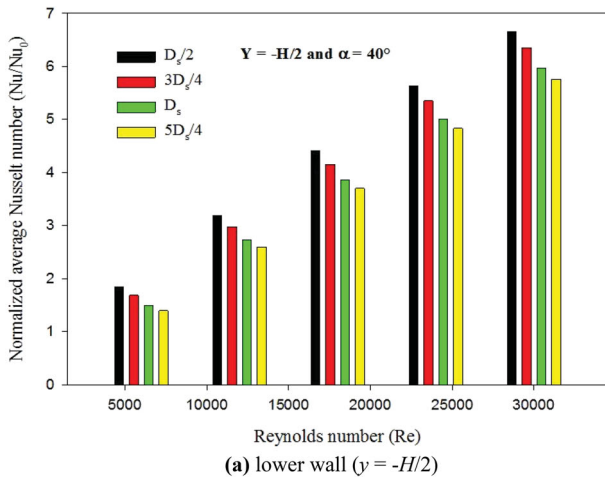 Normalized average Nusselt number (Nu/Nu₀)
7
6
5
4
3
2
1
0
Dₛ/2
3Dₛ/4
Dₛ
5Dₛ/4
Y = -H/2 and α = 40°
5000 10000 15000 20000 25000 30000
Reynolds number (Re)
(a) lower wall (y = -H/2)